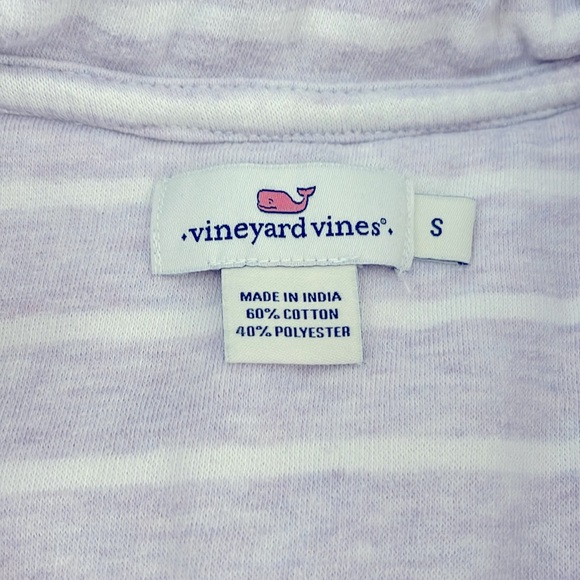 vineyard vines®
S
MADE IN INDIA
60% COTTON
40% POLYESTER